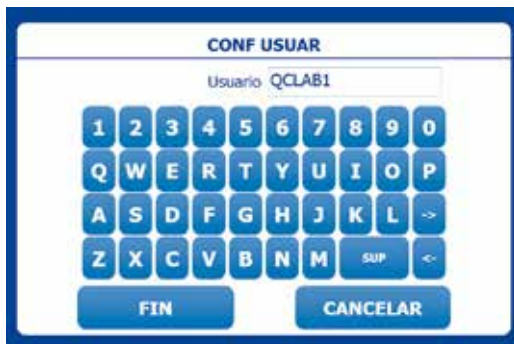 CONF USUAR
Usuario QCLAB1
1 2 3 4 5 6 7 8 9 0
Q W E R T Y U I O P
A S D F G H J K L ->
Z X C V B N M SUP <-
FIN CANCELAR